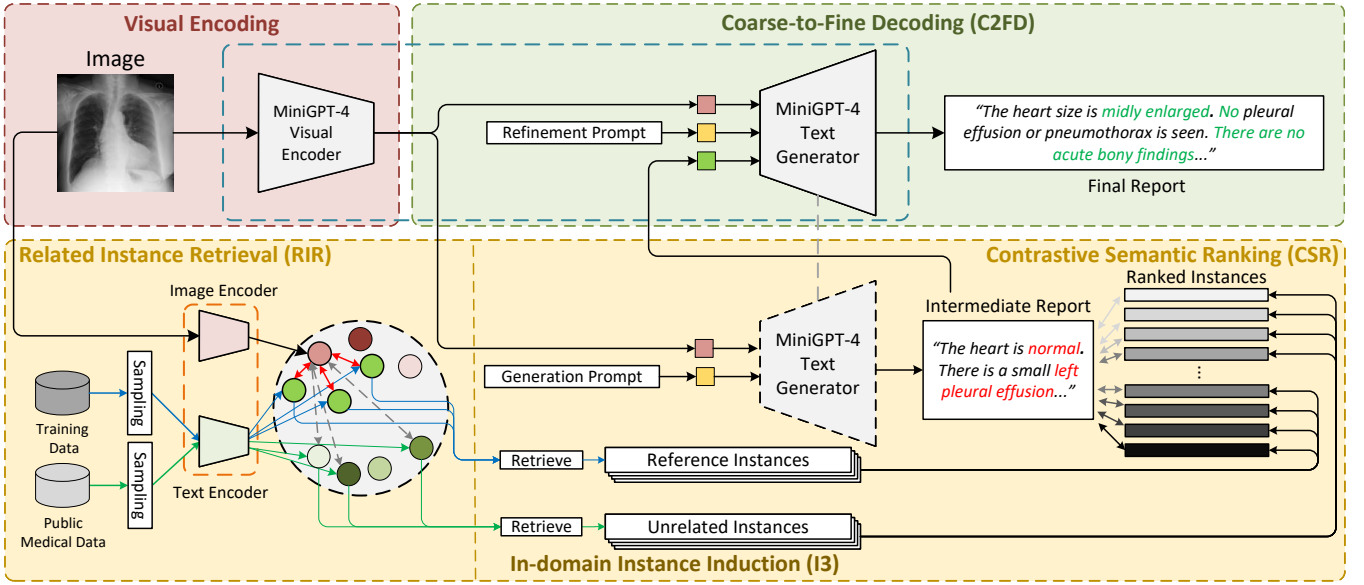 Visual Encoding
Coarse-to-Fine Decoding (C2FD)
Image
MiniGPT-4
Visual
Encoder
Refinement Prompt
MiniGPT-4
Text
Generator
“The heart size is midly enlarged. No pleural
effusion or pneumothorax is seen. There are no
acute bony findings...”
Final Report
Related Instance Retrieval (RIR)
Contrastive Semantic Ranking (CSR)
Image Encoder
Sampling
Training
Data
Sampling
Public
Medical Data
Text Encoder
Generation Prompt
MiniGPT-4
Text
Generator
Intermediate Report
“The heart is normal.
There is a small left
pleural effusion...”
Ranked Instances
...
Retrieve
Reference Instances
Retrieve
Unrelated Instances
In-domain Instance Induction (I3)